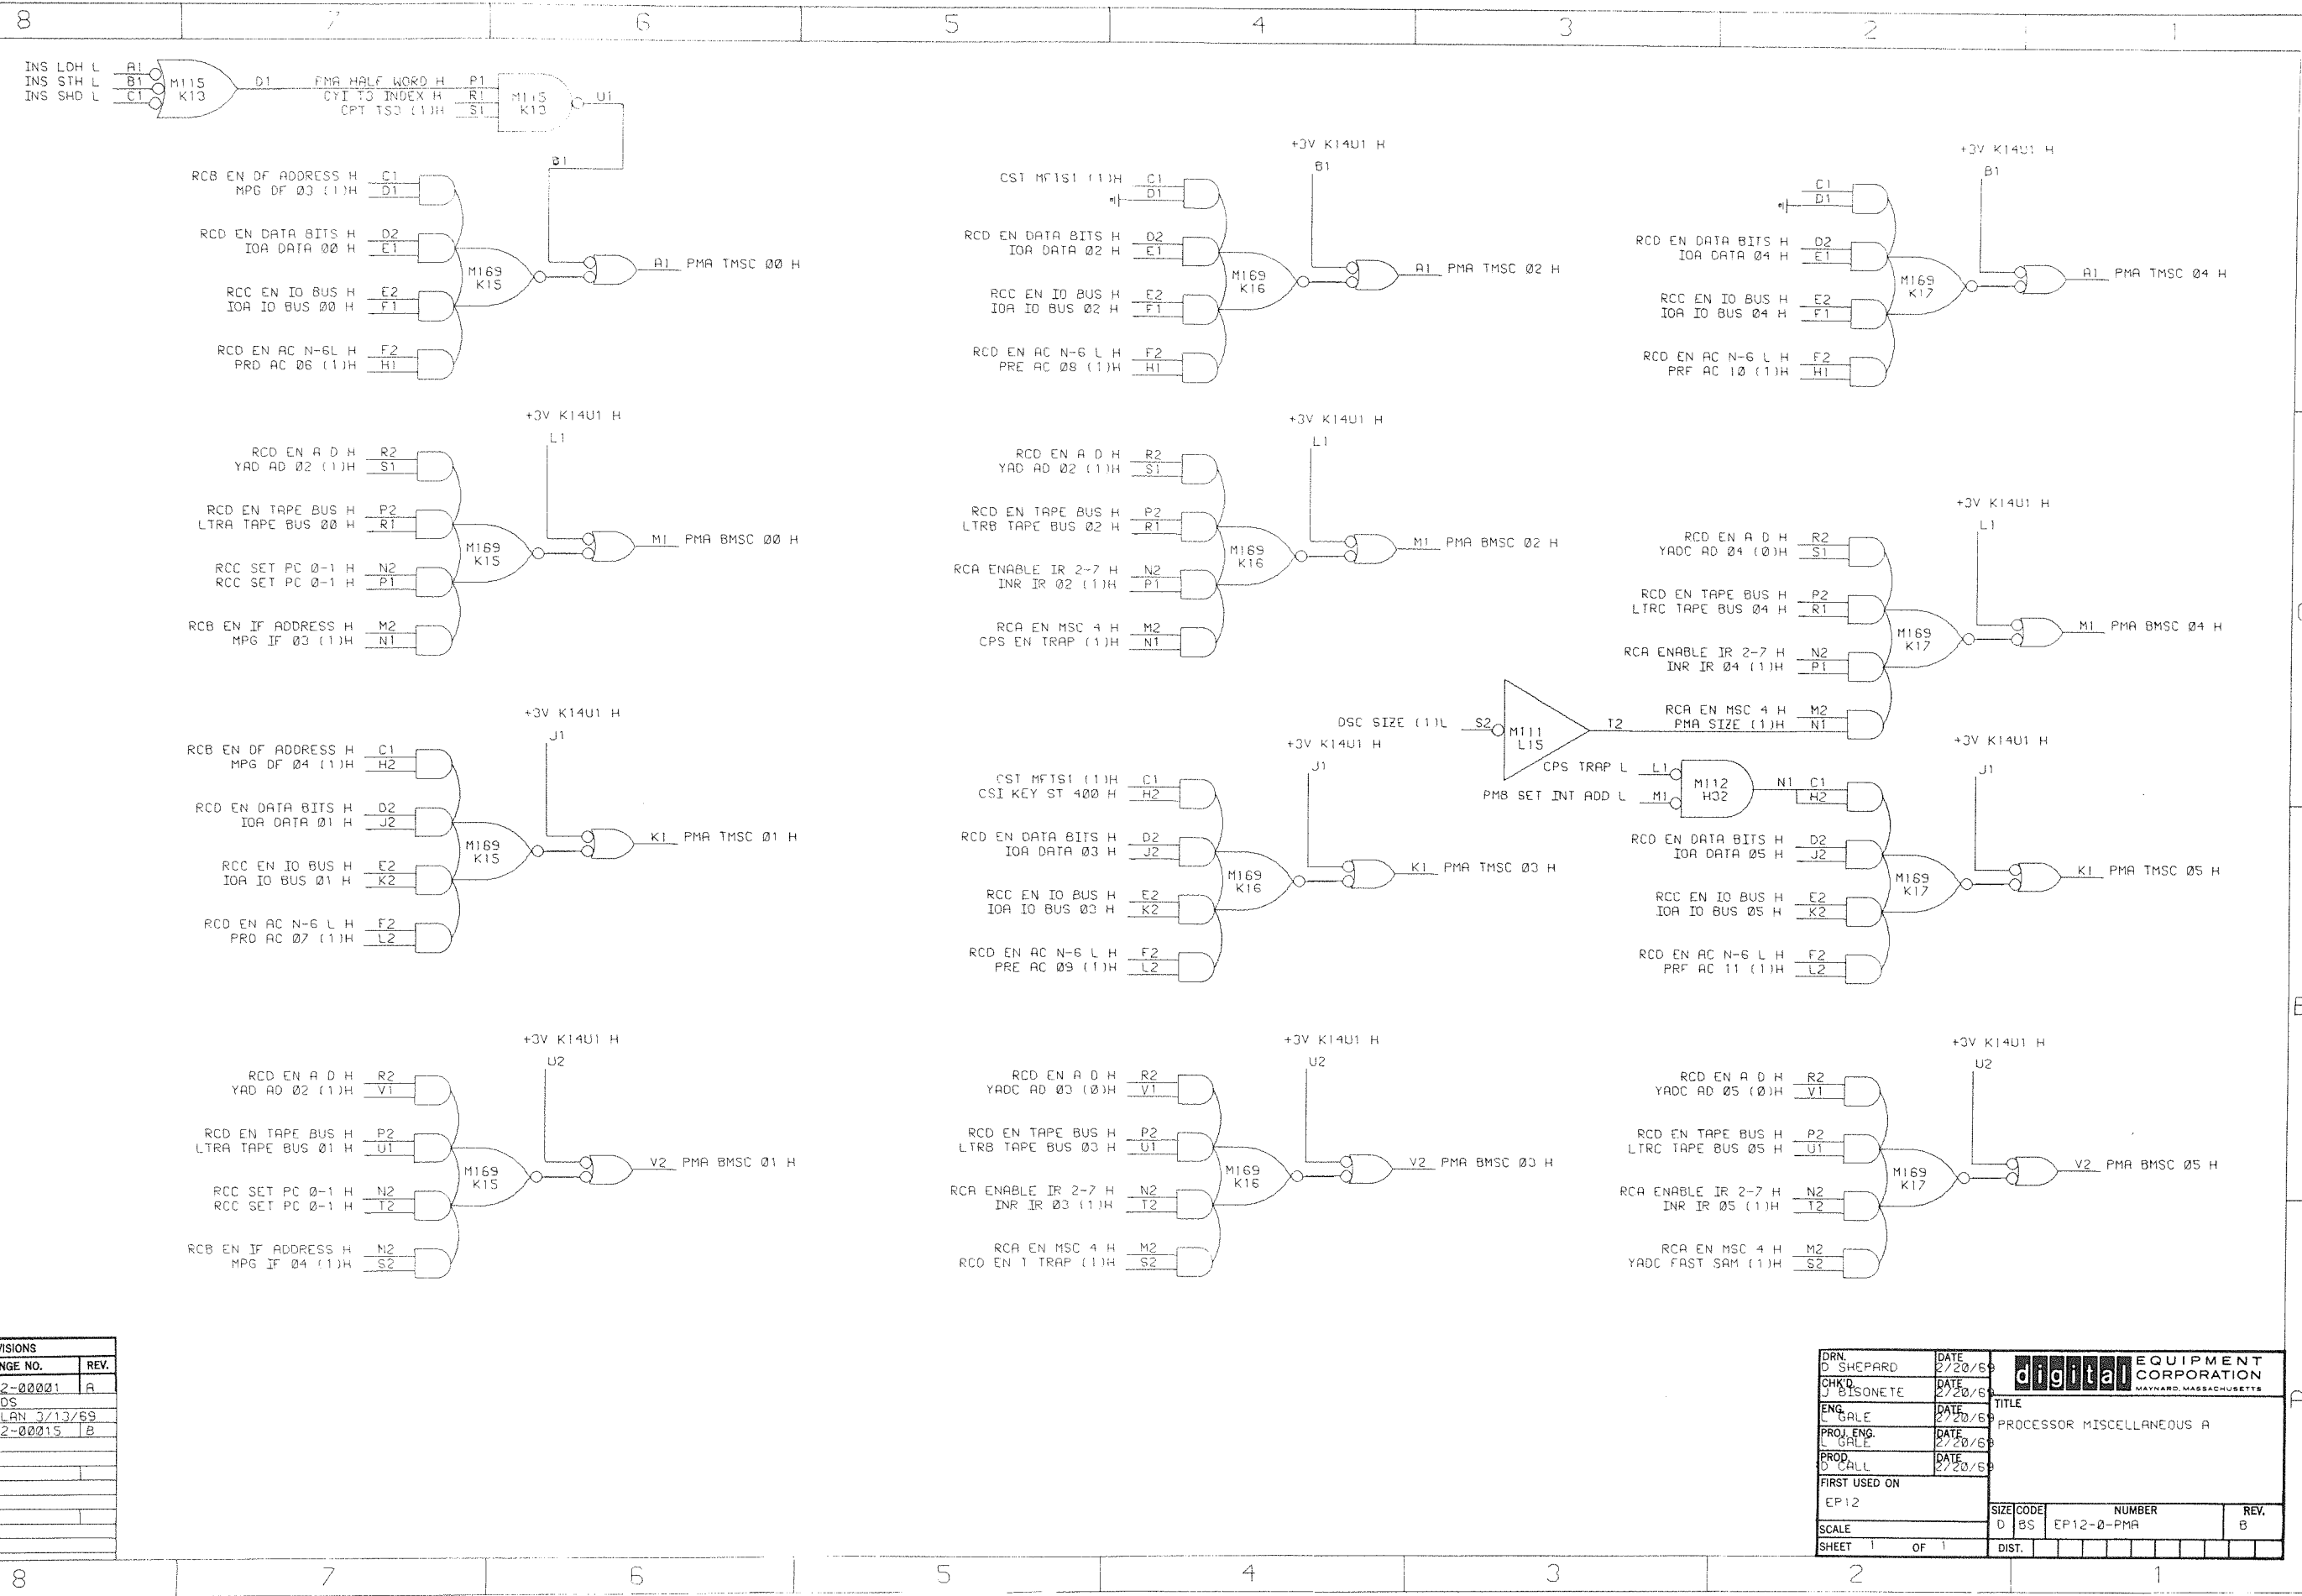 8 7 6 5 4 3 2 1
INS LDH L A1
INS STH L B1
INS SHD L C1
M115
K13
D1 PMA HALF WORD H P1
CYI T3 INDEX H R1
CPT TS3 (1)H S1
M115
K13
U1
B1
RCB EN DF ADDRESS H C1
MPG DF 03 (1)H D1
RCD EN DATA BITS H D2
IOA DATA 00 H E1
RCC EN IO BUS H E2
IOA IO BUS 00 H F1
RCD EN AC N-6L H F2
PRD AC 06 (1)H H1
M169
K15
A1 PMA TMSC 00 H
+3V K14U1 H
B1
CST MFTS1 (1)H C1
D1
RCD EN DATA BITS H D2
IOA DATA 02 H E1
RCC EN IO BUS H E2
IOA IO BUS 02 H F1
RCD EN AC N-6 L H F2
PRE AC 08 (1)H H1
M169
K16
A1 PMA TMSC 02 H
+3V K14U1 H
B1
C1
D1
RCD EN DATA BITS H D2
IOA DATA 04 H E1
RCC EN IO BUS H E2
IOA IO BUS 04 H F1
RCD EN AC N-6 L H F2
PRF AC 10 (1)H H1
M169
K17
A1 PMA TMSC 04 H
+3V K14U1 H
L1
RCD EN A D H R2
YAD AD 02 (1)H S1
RCD EN TAPE BUS H P2
LTRA TAPE BUS 00 H R1
RCC SET PC 0-1 H N2
RCC SET PC 0-1 H P1
RCB EN IF ADDRESS H M2
MPG IF 03 (1)H N1
M169
K15
M1 PMA BMSC 00 H
+3V K14U1 H
L1
RCD EN A D H R2
YAD AD 02 (1)H S1
RCD EN TAPE BUS H P2
LTRB TAPE BUS 02 H R1
RCA ENABLE IR 2-7 H N2
INR IR 02 (1)H P1
RCA EN MSC 4 H M2
CPS EN TRAP (1)H N1
M169
K16
M1 PMA BMSC 02 H
+3V K14U1 H
L1
RCD EN A D H R2
YADC AD 04 (0)H S1
RCD EN TAPE BUS H P2
LTRC TAPE BUS 04 H R1
RCA ENABLE IR 2-7 H N2
INR IR 04 (1)H P1
RCA EN MSC 4 H M2
PMA SIZE (1)H N1
M169
K17
M1 PMA BMSC 04 H
DSC SIZE (1)L S2
M111
L15
T2
+3V K14U1 H
J1
RCB EN DF ADDRESS H C1
MPG DF 04 (1)H H2
RCD EN DATA BITS H D2
IOA DATA 01 H J2
RCC EN IO BUS H E2
IOA IO BUS 01 H K2
RCD EN AC N-6 L H F2
PRD AC 07 (1)H L2
M169
K15
K1 PMA TMSC 01 H
+3V K14U1 H
J1
CST MFTS1 (1)H C1
CSI KEY ST 400 H H2
RCD EN DATA BITS H D2
IOA DATA 03 H J2
RCC EN IO BUS H E2
IOA IO BUS 03 H K2
RCD EN AC N-6 L H F2
PRE AC 09 (1)H L2
M169
K16
K1 PMA TMSC 03 H
+3V K14U1 H
J1
CPS TRAP L L1
PMB SET INT ADD L M1
M112
H32
N1 C1
H2
RCD EN DATA BITS H D2
IOA DATA 05 H J2
RCC EN IO BUS H E2
IOA IO BUS 05 H K2
RCD EN AC N-6 L H F2
PRF AC 11 (1)H L2
M169
K17
K1 PMA TMSC 05 H
+3V K14U1 H
U2
RCD EN A D H R2
YAD AD 02 (1)H V1
RCD EN TAPE BUS H P2
LTRA TAPE BUS 01 H U1
RCC SET PC 0-1 H N2
RCC SET PC 0-1 H T2
RCB EN IF ADDRESS H M2
MPG IF 04 (1)H S2
M169
K15
V2 PMA BMSC 01 H
+3V K14U1 H
U2
RCD EN A D H R2
YADC AD 03 (0)H V1
RCD EN TAPE BUS H P2
LTRB TAPE BUS 03 H U1
RCA ENABLE IR 2-7 H N2
INR IR 03 (1)H T2
RCA EN MSC 4 H M2
RCD EN 1 TRAP (1)H S2
M169
K16
V2 PMA BMSC 03 H
+3V K14U1 H
U2
RCD EN A D H R2
YADC AD 05 (0)H V1
RCD EN TAPE BUS H P2
LTRC TAPE BUS 05 H U1
RCA ENABLE IR 2-7 H N2
INR IR 05 (1)H T2
RCA EN MSC 4 H M2
YADC FAST SAM (1)H S2
M169
K17
V2 PMA BMSC 05 H
B
A
VISIONS
NGE NO. REV.
2-00001 A
DS
LAN 3/13/69
2-00015 B
DRN. D SHEPARD DATE 2/20/69
CHK'D. J BISONETE DATE 2/20/69
ENG. L GALE DATE 2/20/69
PROJ. ENG. L GALE DATE 2/20/69
PROD. D CALL DATE 2/20/69
FIRST USED ON
EP12
SCALE
SHEET 1 OF 1
digital EQUIPMENT CORPORATION
MAYNARD, MASSACHUSETTS
TITLE
PROCESSOR MISCELLANEOUS A
SIZE CODE NUMBER REV.
D BS EP12-0-PMA B
DIST.
8 7 6 5 4 3 2 1